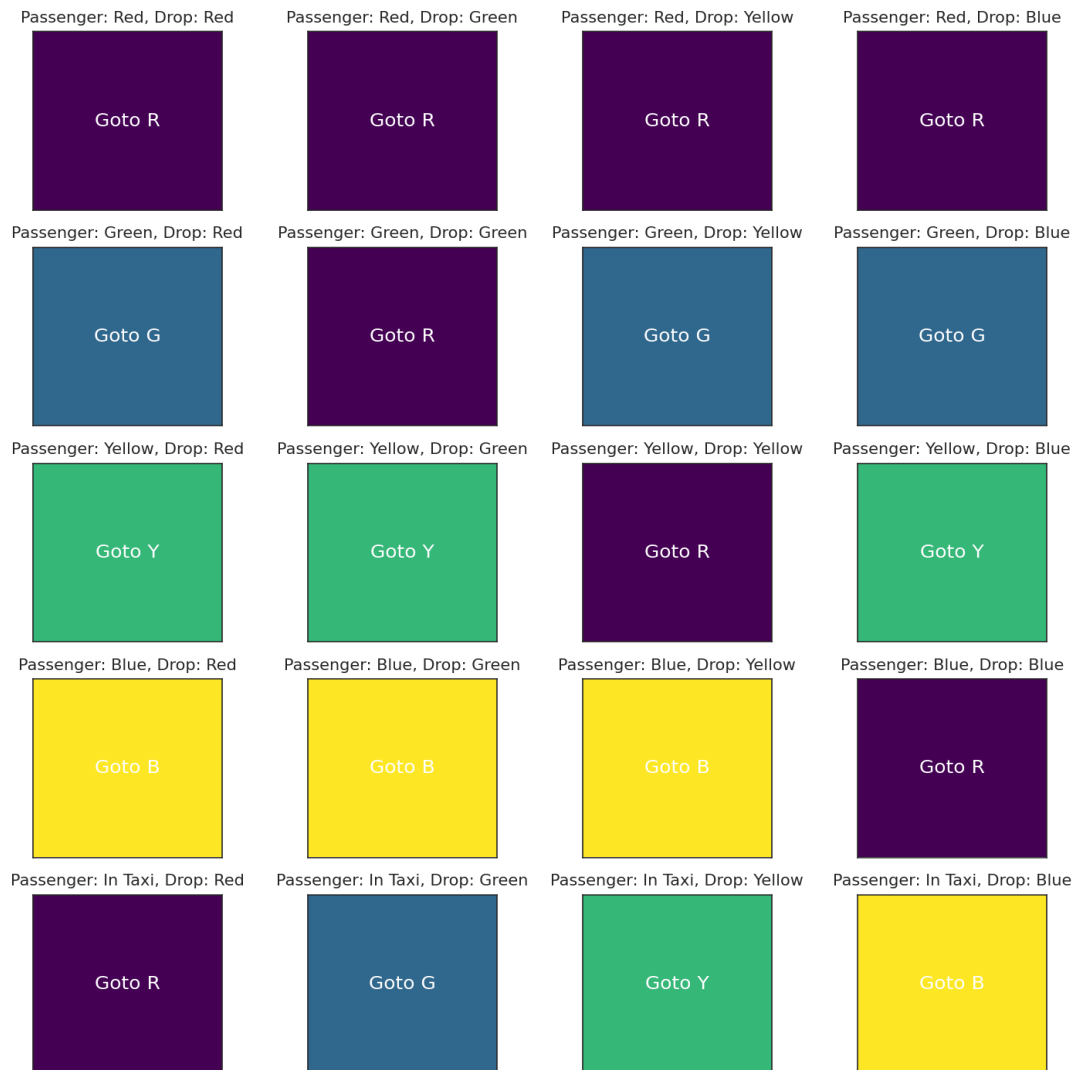 Passenger: Red, Drop: Red
Passenger: Red, Drop: Green
Passenger: Red, Drop: Yellow
Passenger: Red, Drop: Blue
Goto R
Goto R
Goto R
Goto R
Passenger: Green, Drop: Red
Passenger: Green, Drop: Green
Passenger: Green, Drop: Yellow
Passenger: Green, Drop: Blue
Goto G
Goto R
Goto G
Goto G
Passenger: Yellow, Drop: Red
Passenger: Yellow, Drop: Green
Passenger: Yellow, Drop: Yellow
Passenger: Yellow, Drop: Blue
Goto Y
Goto Y
Goto R
Goto Y
Passenger: Blue, Drop: Red
Passenger: Blue, Drop: Green
Passenger: Blue, Drop: Yellow
Passenger: Blue, Drop: Blue
Goto B
Goto B
Goto B
Goto R
Passenger: In Taxi, Drop: Red
Passenger: In Taxi, Drop: Green
Passenger: In Taxi, Drop: Yellow
Passenger: In Taxi, Drop: Blue
Goto R
Goto G
Goto Y
Goto B